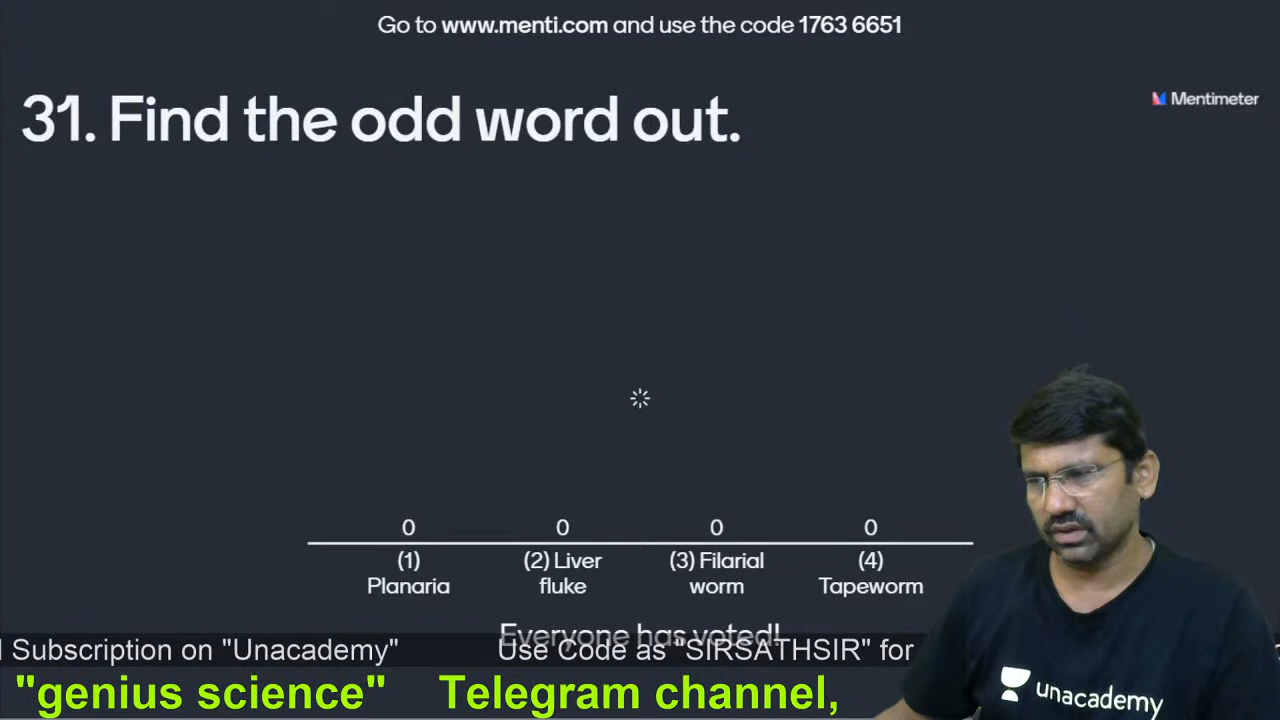 Go to www.menti.com and use the code 1763 6651
31. Find the odd word out.
Mentimeter
0 0 0 0
(1) Planaria
(2) Liver fluke
(3) Filarial worm
(4) Tapeworm
Everyone has voted!
Subscription on "Unacademy" Use Code as "SIRSATHSIR" for
"genius science" Telegram channel,
unacademy